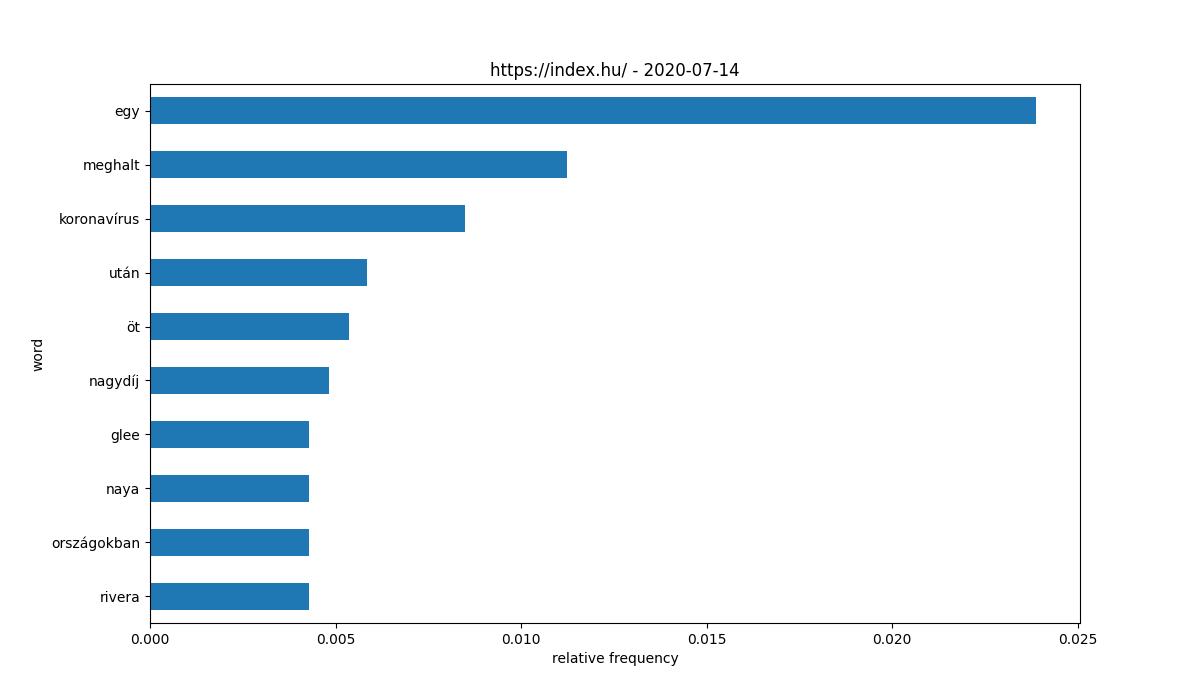 https://index.hu/ - 2020-07-14
egy
meghalt
koronavírus
után
öt
nagydíj
glee
naya
országokban
rivera
word
0.000 0.005 0.010 0.015 0.020 0.025
relative frequency